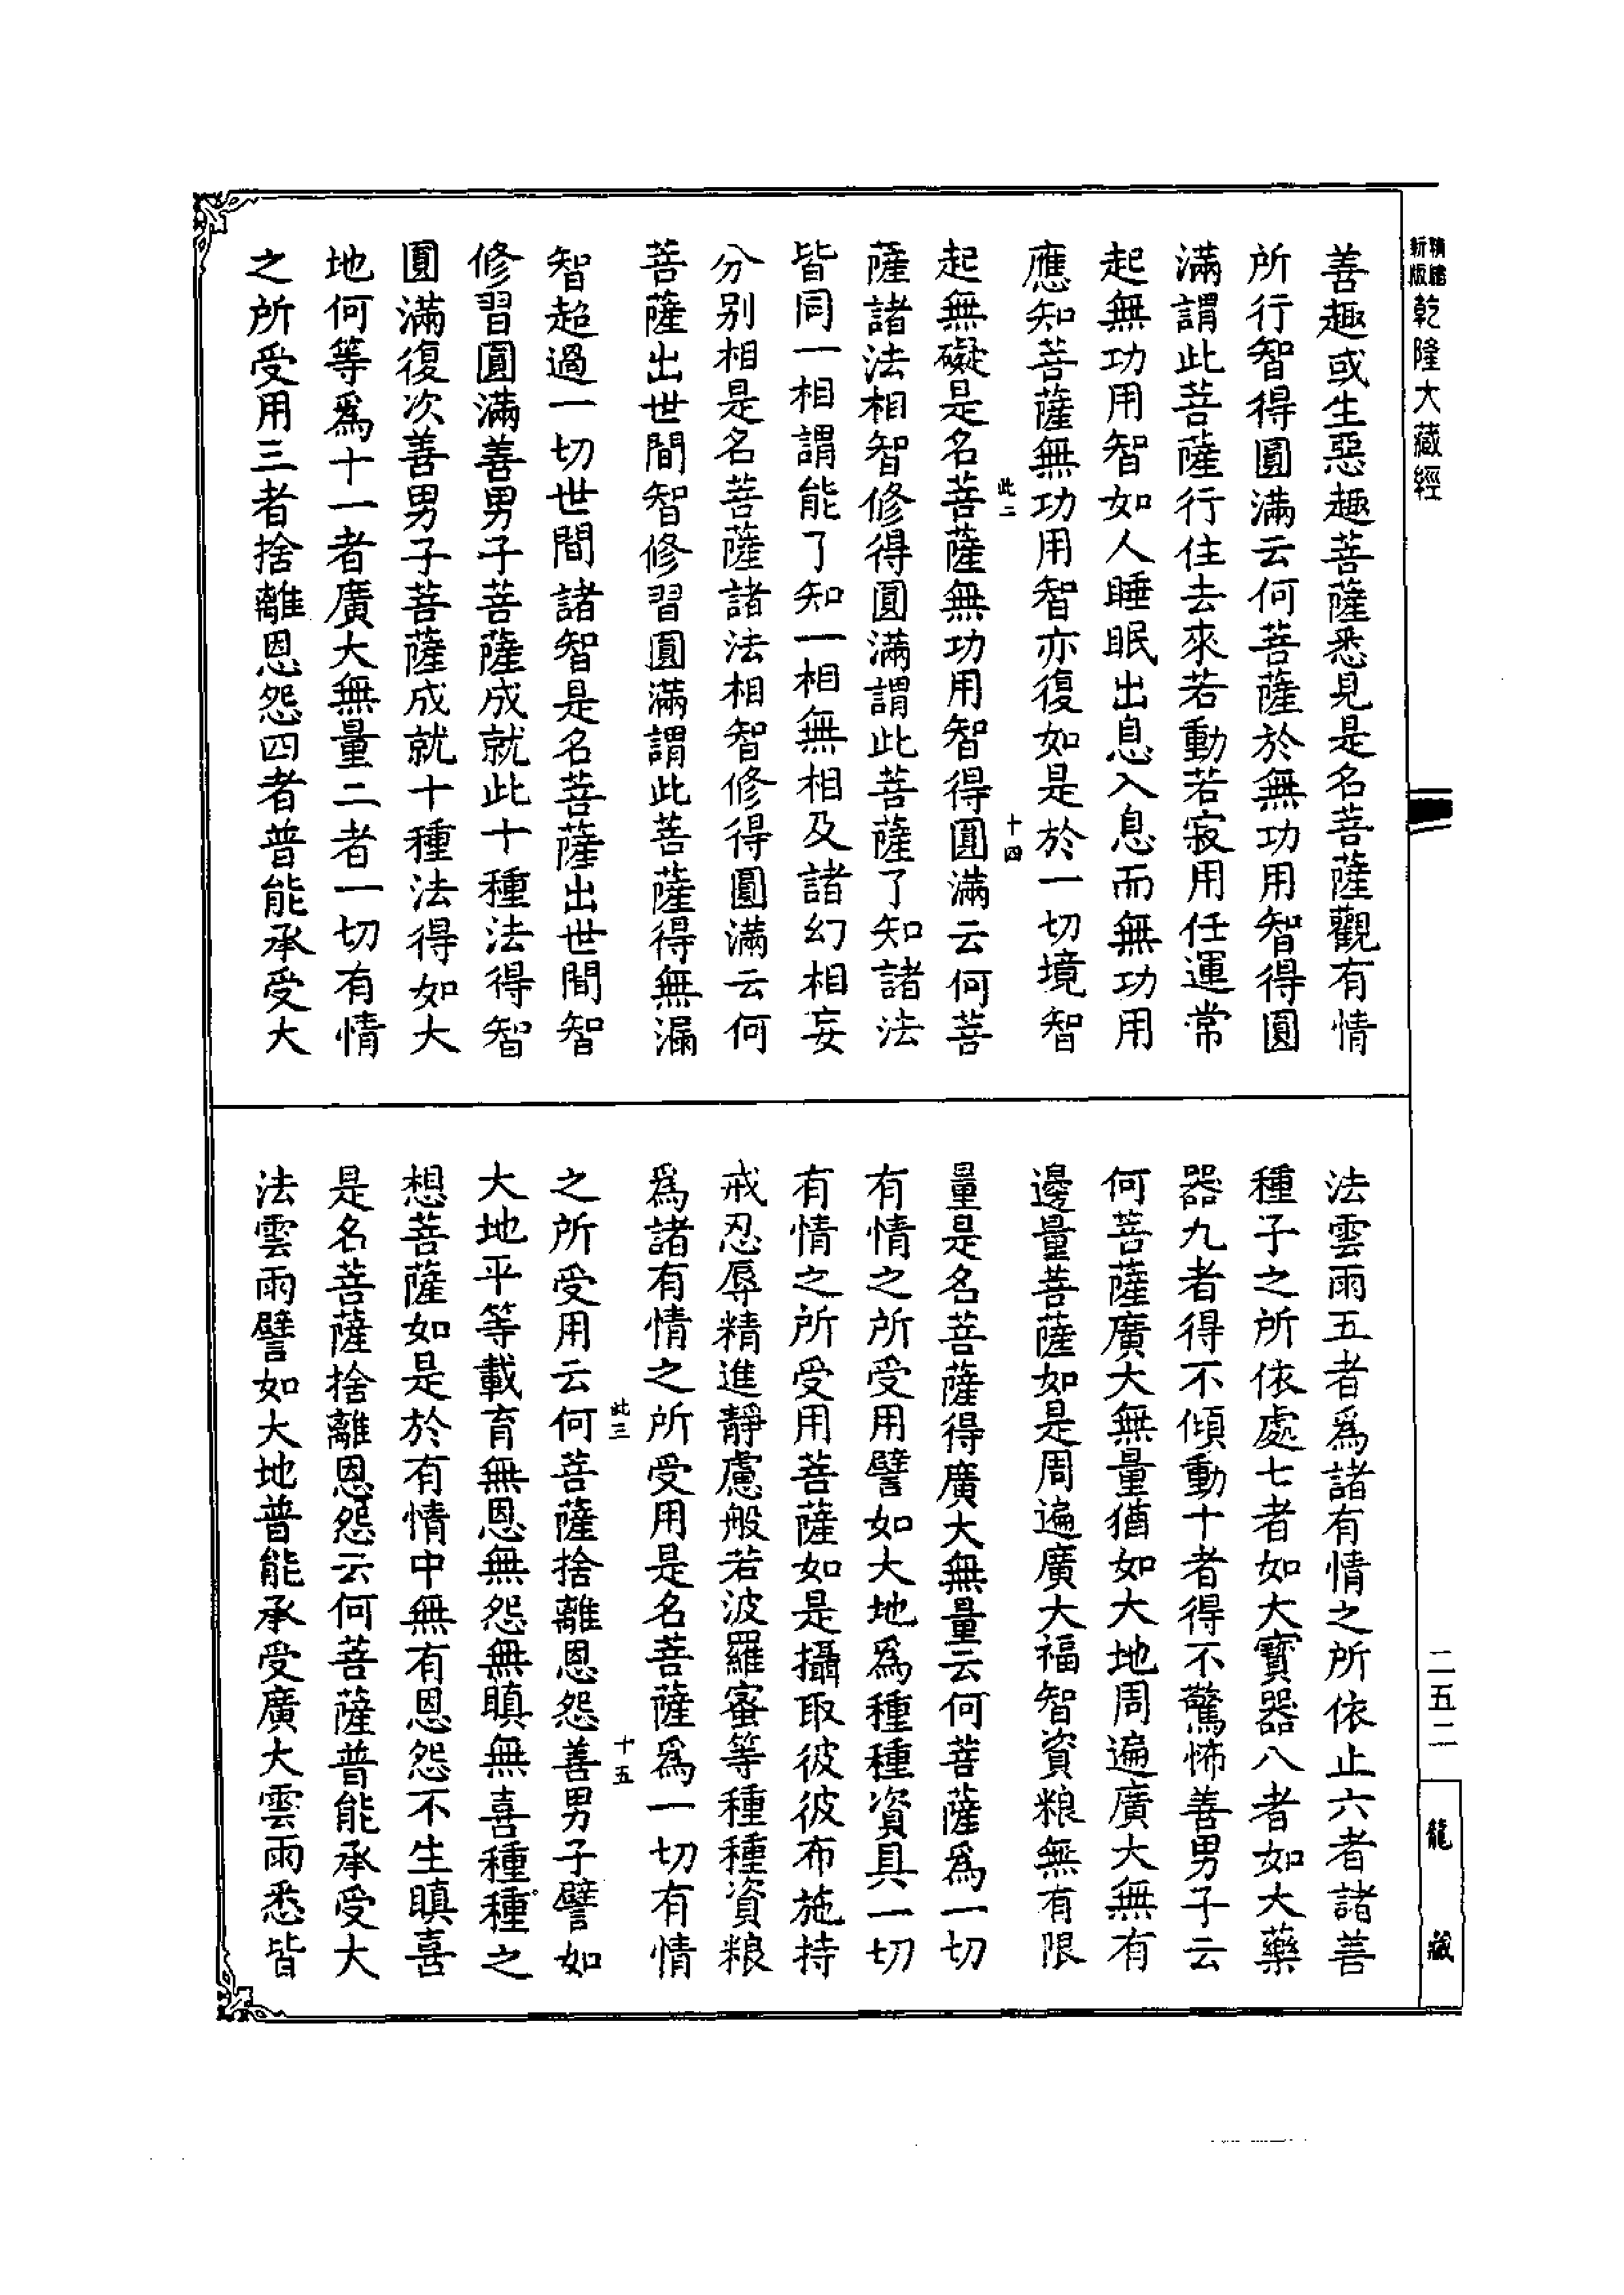 新版
精縮
乾隆大藏經
善趣或生惡趣菩薩悉見是名菩薩觀有情
所行智得圓滿云何菩薩於無功用智得圓
滿謂此菩薩行住去來若動若寂用任運常
起無功用智如人睡眠出息入息而無功用
應知菩薩無功用智亦復如是於一切境智
此二
十四
起無礙是名菩薩無功用智得圓滿云何菩
薩諸法相智修得圓滿謂此菩薩了知諸法
皆同一相謂能了知一相無相及諸幻相妄
分別相是名菩薩諸法相智修得圓滿云何
菩薩出世間智修習圓滿謂此菩薩得無漏
智超過一切世間諸智是名菩薩出世間智
修習圓滿善男子菩薩成就此十種法得智
圓滿復次善男子菩薩成就十種法得如大
地何等爲十一者廣大無量二者一切有情
之所受用三者捨離恩怨四者普能承受大
法雲雨五者爲諸有情之所依止六者諸善
種子之所依處七者如大寶器八者如大藥
器九者得不傾動十者得不驚怖善男子云
何菩薩廣大無量猶如大地周遍廣大無有
邊量菩薩如是周遍廣大福智資粮無有限
量是名菩薩得廣大無量云何菩薩爲一切
有情之所受用譬如大地爲種種資具一切
有情之所受用菩薩如是攝取彼彼布施持
戒忍辱精進靜慮般若波羅蜜等種種資粮
爲諸有情之所受用是名菩薩爲一切有情
此三
十五
之所受用云何菩薩捨離恩怨善男子譬如
大地平等載育無恩無怨無瞋無喜種種之
想菩薩如是於有情中無有恩怨不生瞋喜
是名菩薩捨離恩怨云何菩薩普能承受大
法雲雨譬如大地普能承受廣大雲雨悉皆
二五二
龍藏